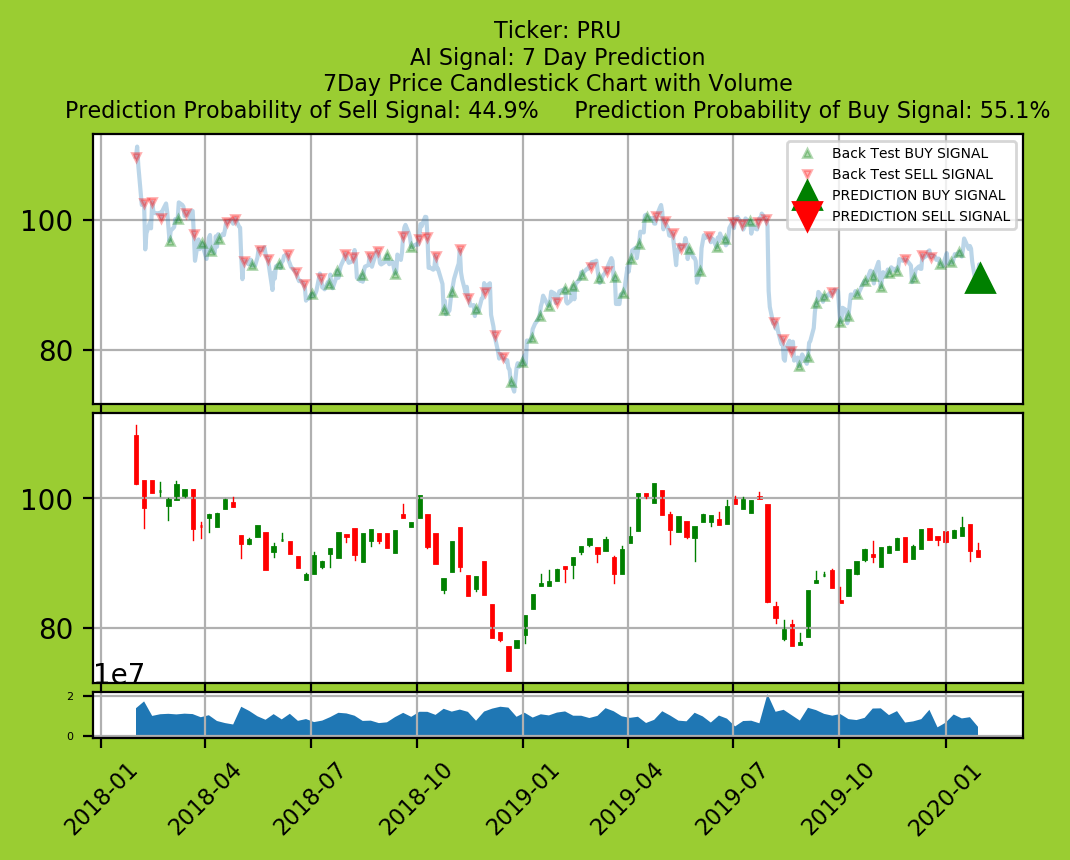 Ticker: PRU
AI Signal: 7 Day Prediction
7Day Price Candlestick Chart with Volume
Prediction Probability of Sell Signal: 44.9% Prediction Probability of Buy Signal: 55.1%
Back Test BUY SIGNAL
Back Test SELL SIGNAL
PREDICTION BUY SIGNAL
PREDICTION SELL SIGNAL
100
80
100
80
1e7
2
0
2018-01
2018-04
2018-07
2018-10
2019-01
2019-04
2019-07
2019-10
2020-01